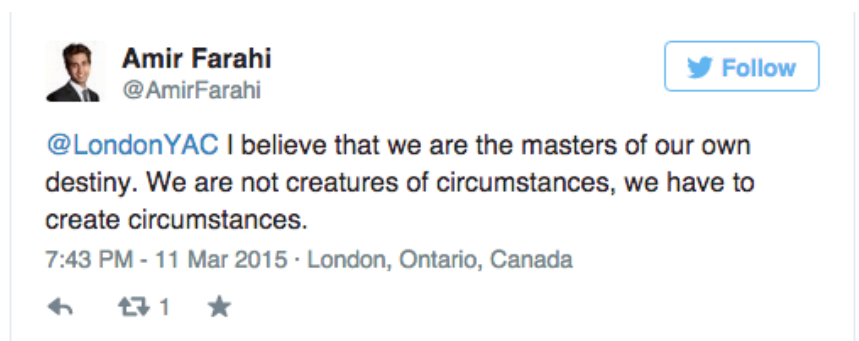 Amir Farahi
@AmirFarahi
Follow
@LondonYAC I believe that we are the masters of our own
destiny. We are not creatures of circumstances, we have to
create circumstances.
7:43 PM - 11 Mar 2015 · London, Ontario, Canada
1